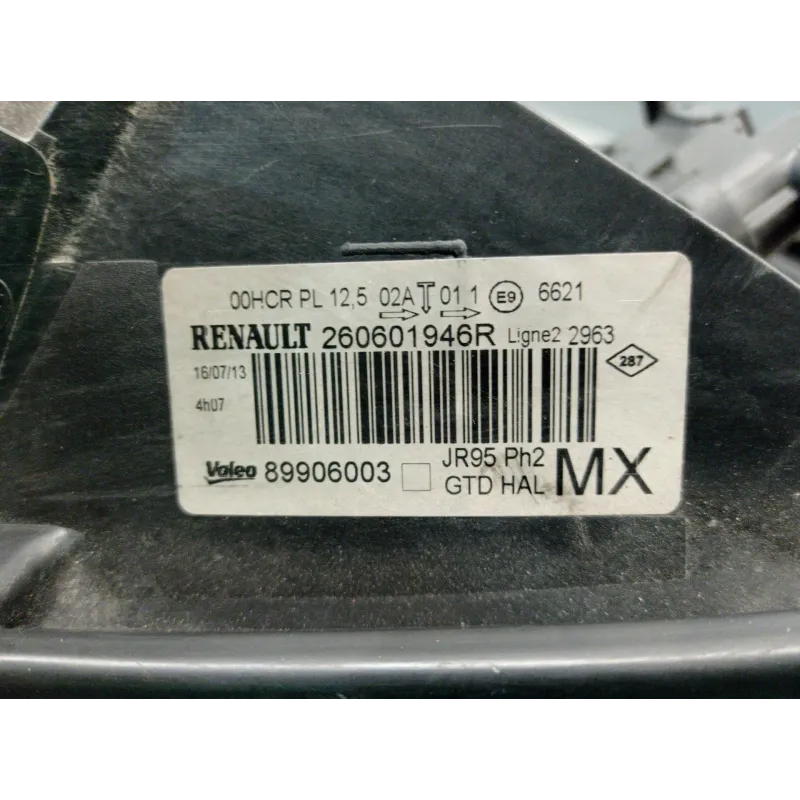 00HCR PL 12,5 02A T 01 1 E9 6621
RENAULT 260601946R Ligne2 2963
16/07/13
287
4h07
Valeo 89906003 JR95 Ph2
GTD HAL MX